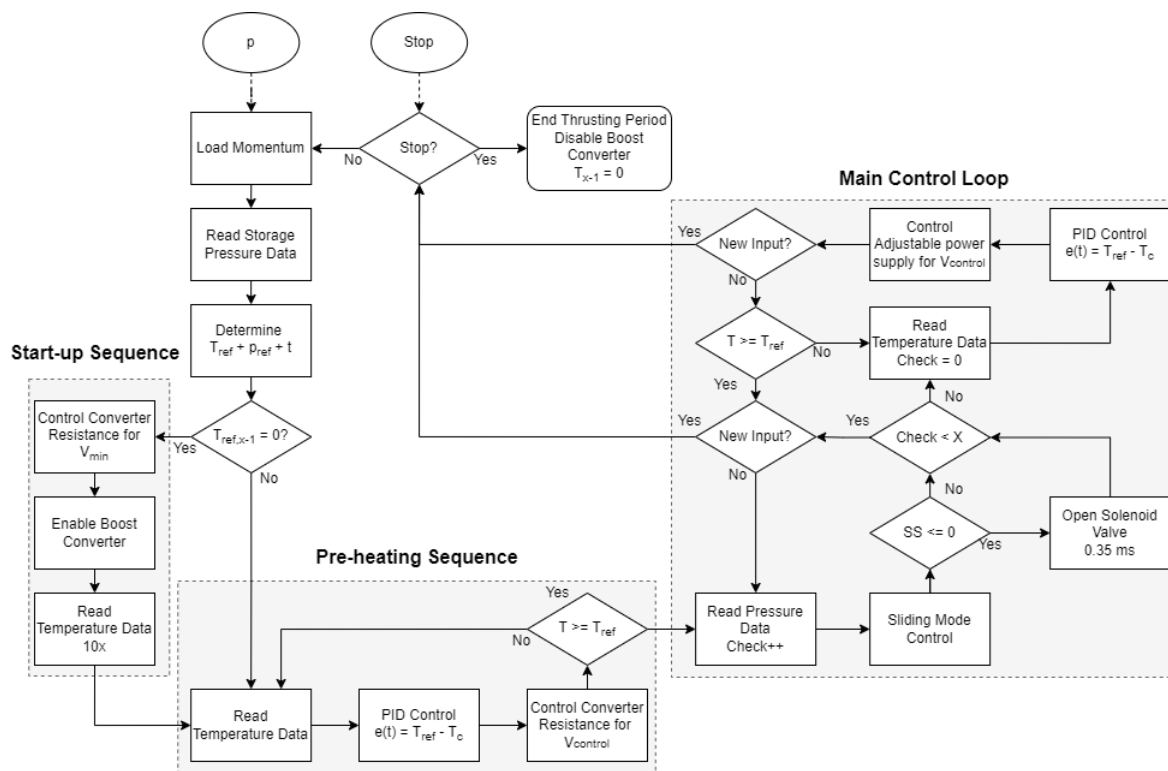 p
Stop
Load Momentum
Stop?
No
Yes
End Thrusting Period
Disable Boost
Converter
Tx-1 = 0
Read Storage
Pressure Data
Determine
Tref + pref + t
Tref,x-1 = 0?
Yes
No
Start-up Sequence
Control Converter
Resistance for
Vmin
Enable Boost
Converter
Read
Temperature Data
10x
Pre-heating Sequence
Read
Temperature Data
PID Control
e(t) = Tref - Tc
Control Converter
Resistance for
Vcontrol
T >= Tref
Yes
No
Main Control Loop
New Input?
Yes
No
Control
Adjustable power
supply for Vcontrol
PID Control
e(t) = Tref - Tc
T >= Tref
No
Yes
Read
Temperature Data
Check = 0
New Input?
Yes
No
Check < X
Yes
No
SS <= 0
No
Yes
Open Solenoid
Valve
0.35 ms
Read Pressure
Data
Check++
Sliding Mode
Control